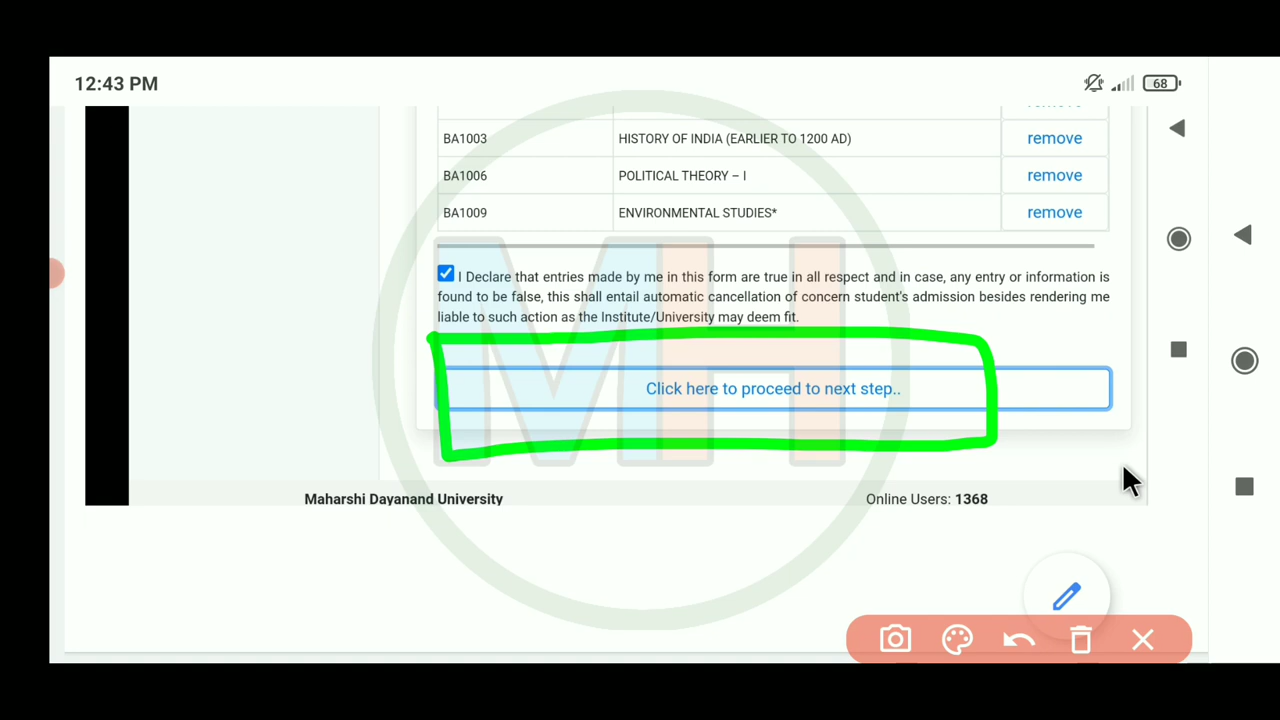 12:43 PM
68
remove
BA1003 HISTORY OF INDIA (EARLIER TO 1200 AD) remove
BA1006 POLITICAL THEORY – I remove
BA1009 ENVIRONMENTAL STUDIES* remove
I Declare that entries made by me in this form are true in all respect and in case, any entry or information is
found to be false, this shall entail automatic cancellation of concern student's admission besides rendering me
liable to such action as the Institute/University may deem fit.
Click here to proceed to next step..
MH
Maharshi Dayanand University Online Users: 1368